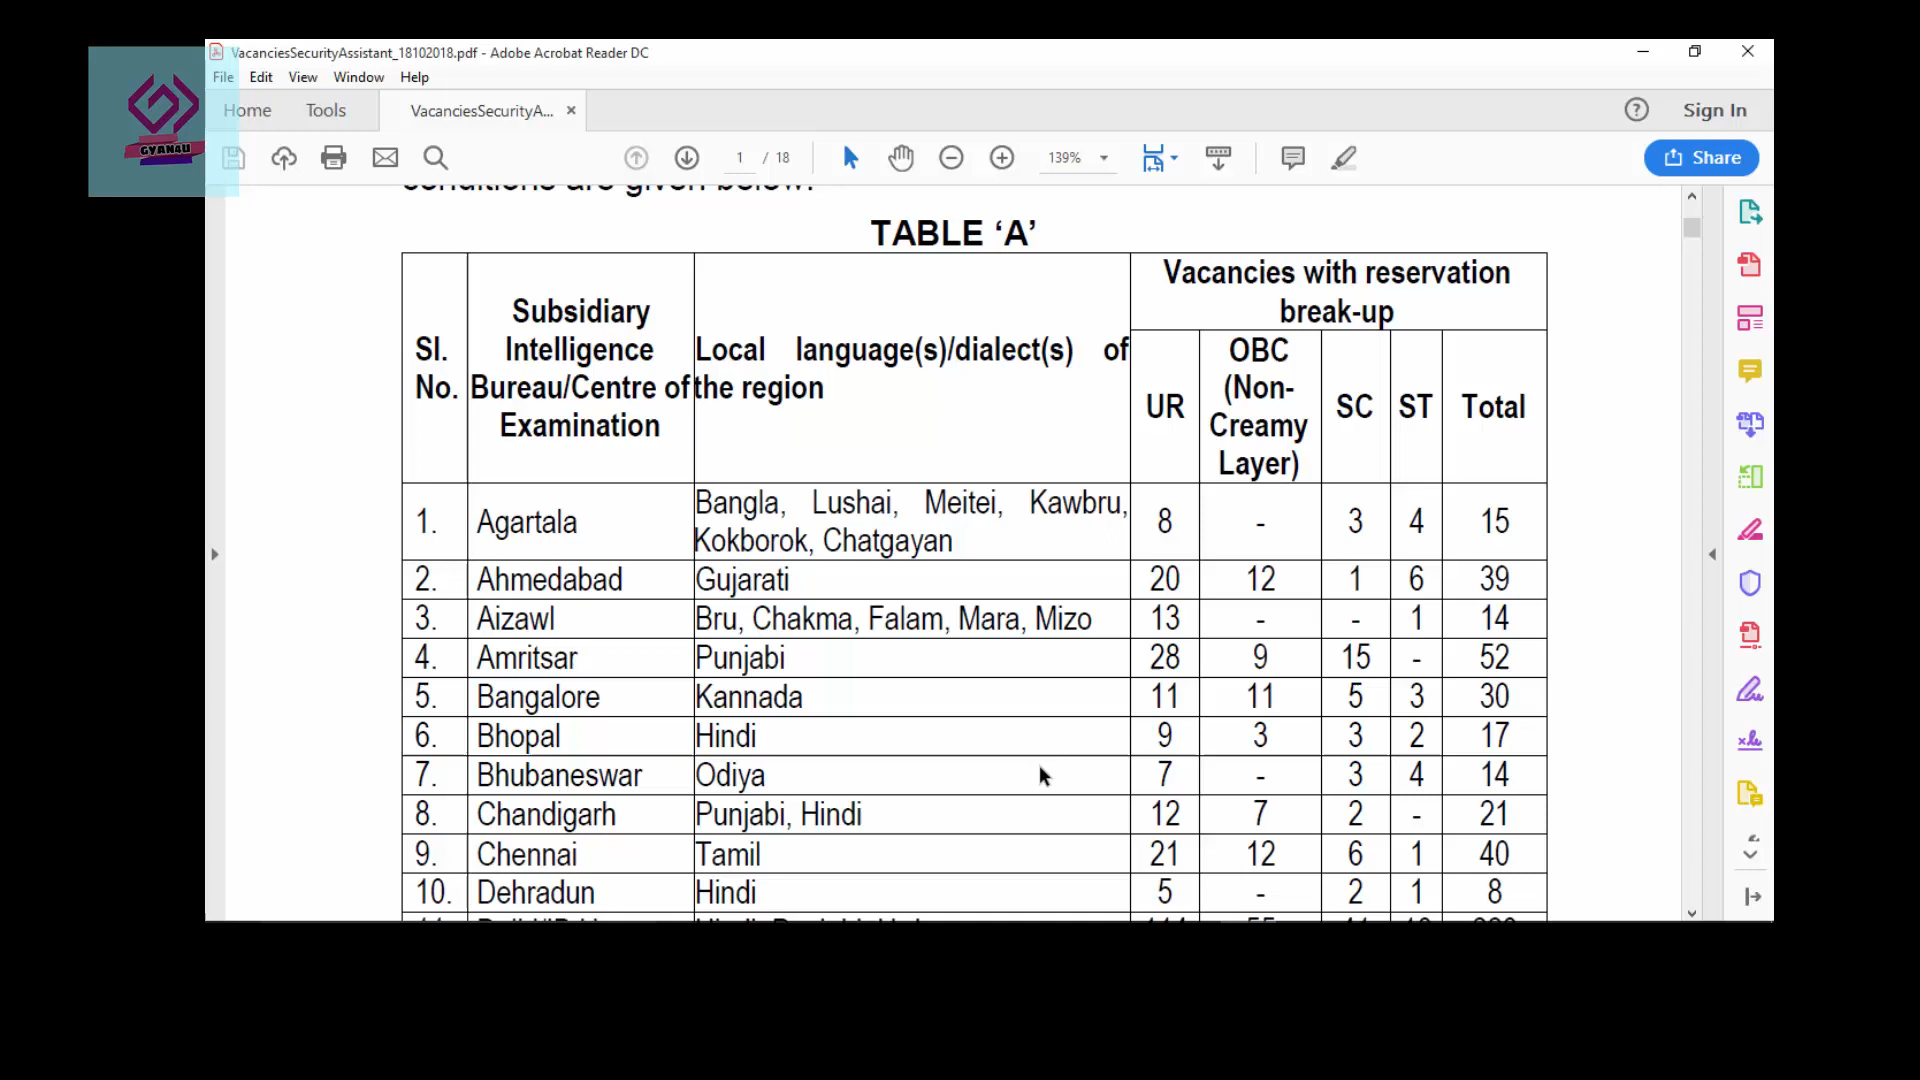 VacanciesSecurityAssistant_18102018.pdf - Adobe Acrobat Reader DC
File Edit View Window Help
Home Tools VacanciesSecurityA... Sign In
GYAN4U
1 / 18 139% Share
conditions are given below:
TABLE ‘A’
Sl. No. Subsidiary Intelligence Bureau/Centre of Examination Local language(s)/dialect(s) of the region Vacancies with reservation break-up
UR OBC (Non-Creamy Layer) SC ST Total
1. Agartala Bangla, Lushai, Meitei, Kawbru, Kokborok, Chatgayan 8 - 3 4 15
2. Ahmedabad Gujarati 20 12 1 6 39
3. Aizawl Bru, Chakma, Falam, Mara, Mizo 13 - - 1 14
4. Amritsar Punjabi 28 9 15 - 52
5. Bangalore Kannada 11 11 5 3 30
6. Bhopal Hindi 9 3 3 2 17
7. Bhubaneswar Odiya 7 - 3 4 14
8. Chandigarh Punjabi, Hindi 12 7 2 - 21
9. Chennai Tamil 21 12 6 1 40
10. Dehradun Hindi 5 - 2 1 8